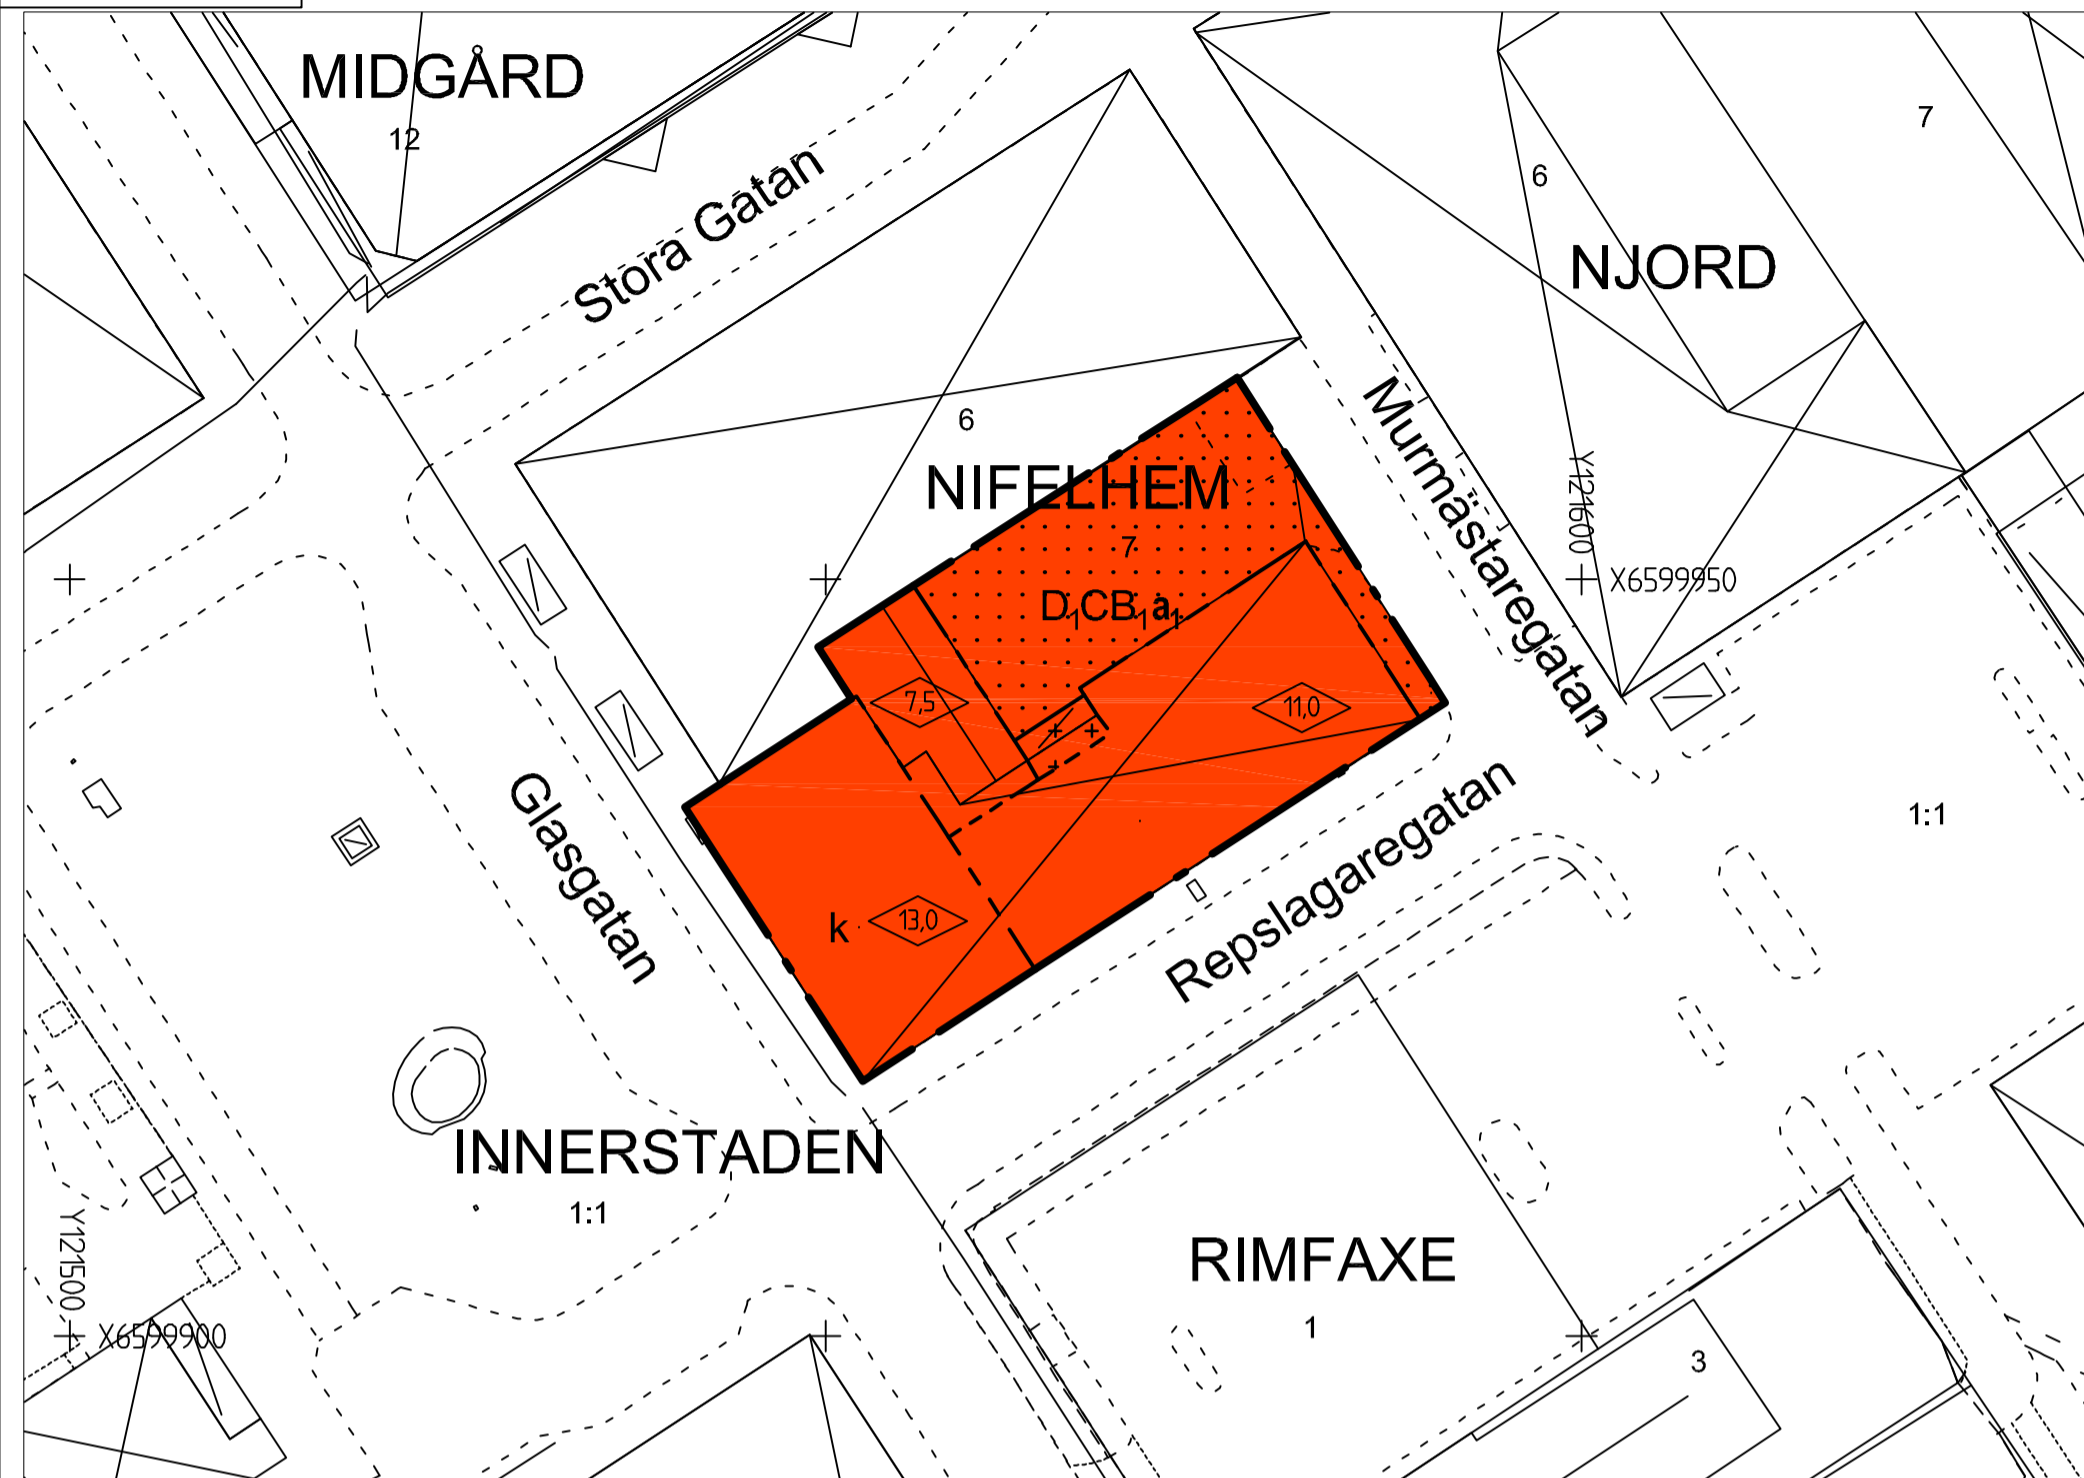 MIDGÅRD
12
7
6
Stora Gatan
NJORD
6
NIFELHEM
Murmästaregatan
Y121600
7
X6599950
D1CB1a1
7,5
11,0
Glasgatan
Repslagaregatan
1:1
k
13,0
INNERSTADEN
1:1
RIMFAXE
Y121500
X6599900
1
3